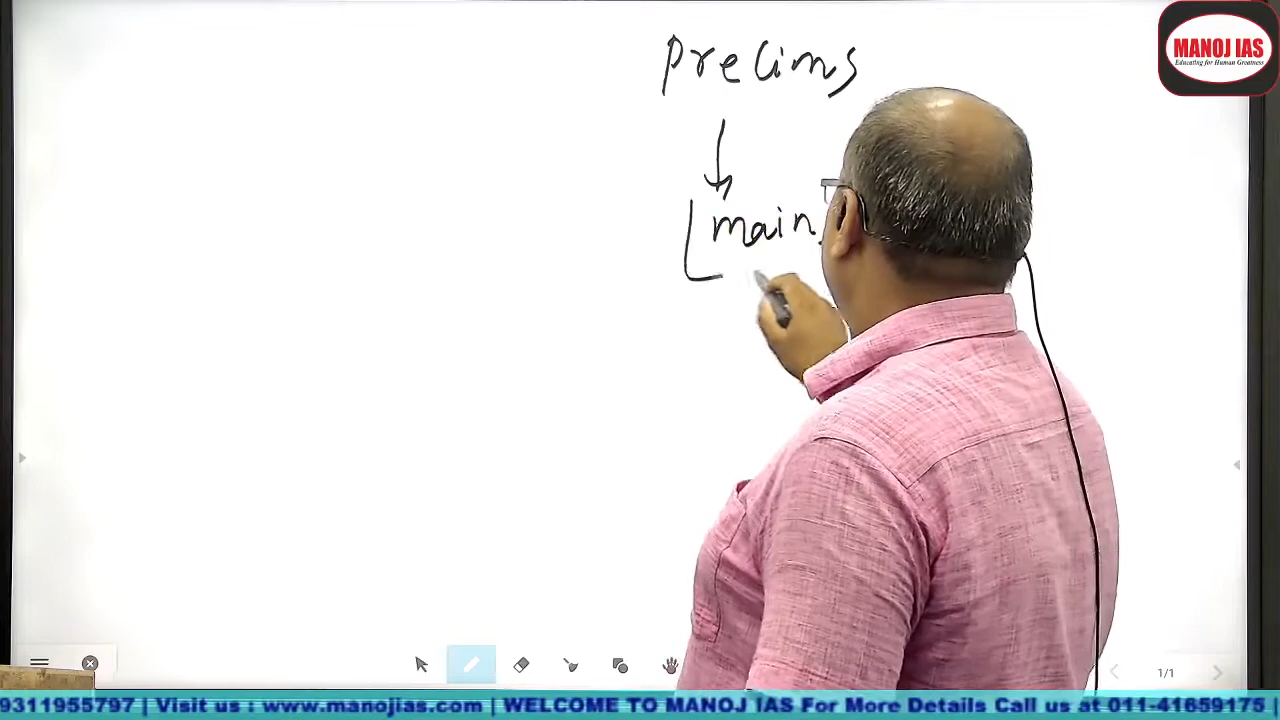 MANOJ IAS
Educating for Human Greatness
Prelims
main
1/1
9311955797 | Visit us : www.manojias.com | WELCOME TO MANOJ IAS For More Details Call us at 011-41659175 |